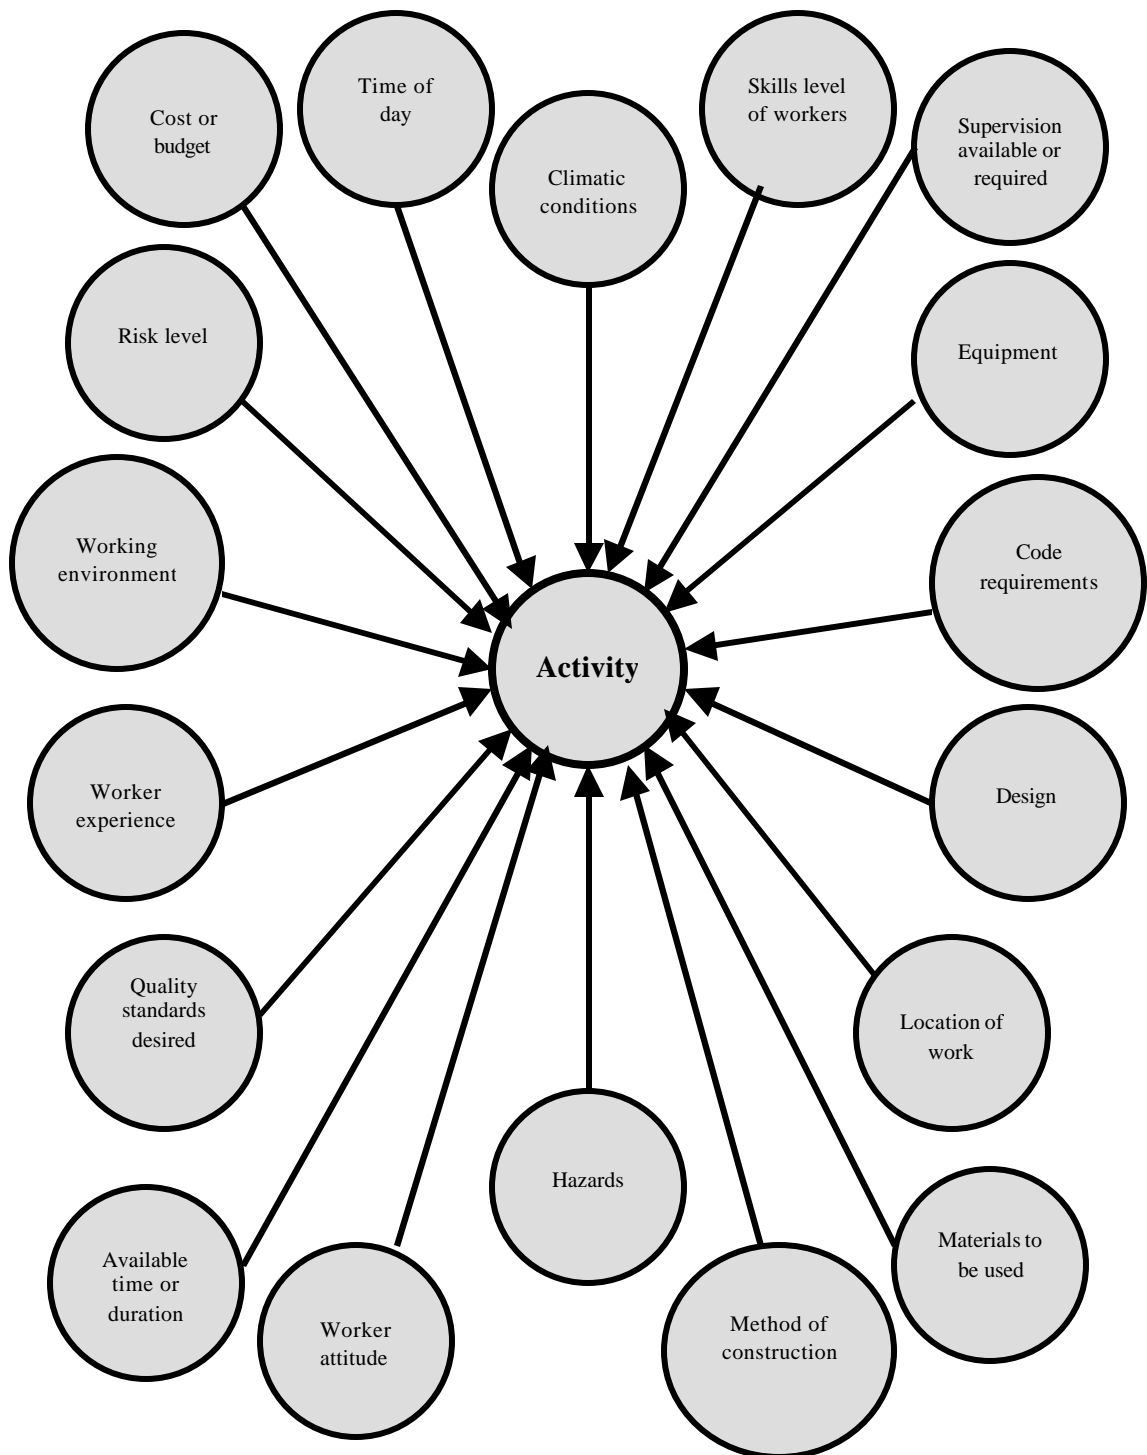 Cost or
budget
Time of
day
Climatic
conditions
Skills level
of workers
Supervision
available or
required
Risk level
Equipment
Working
environment
Code
requirements
Activity
Worker
experience
Design
Quality
standards
desired
Location of
work
Hazards
Available
time or
duration
Worker
attitude
Method of
construction
Materials to
be used